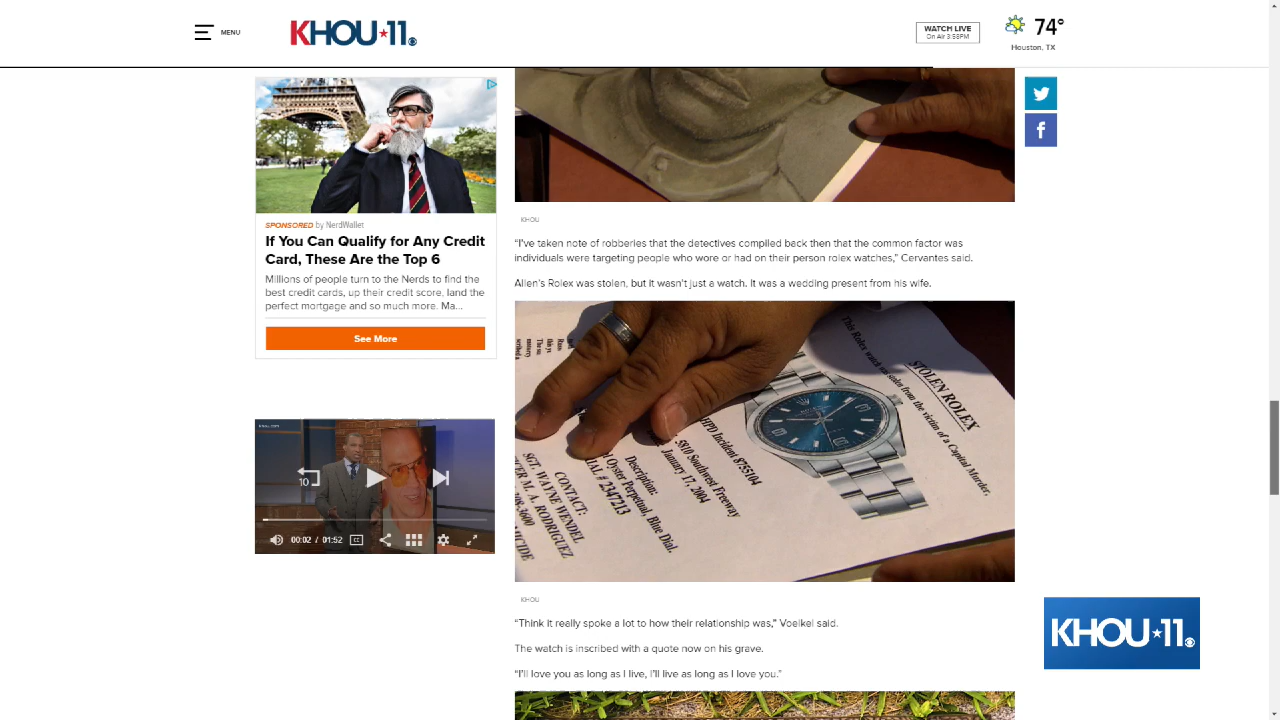 MENU
KHOU★11
WATCH LIVE
On Air 3:58PM
74°
Houston, TX
SPONSORED by NerdWallet
If You Can Qualify for Any Credit
Card, These Are the Top 6
Millions of people turn to the Nerds to find the
best credit cards, up their credit score, land the
perfect mortgage and so much more. Ma...
See More
khou.com
10
00:02 / 01:52
CC
KHOU
“I've taken note of robberies that the detectives compiled back then that the common factor was
individuals were targeting people who wore or had on their person rolex watches,” Cervantes said.
Allen's Rolex was stolen, but it wasn't just a watch. It was a wedding present from his wife.
STOLEN ROLEX
This Rolex watch was stolen from the victim of a Capital Murder.
HPD Incident 8755104
5810 Southwest Freeway
January 17, 2004
Description:
Oyster Perpetual, Blue Dial.
# 2347213
CONTACT:
SGT. WAYNE WENDEL
M. A. RODRIGUEZ
KHOU
“Think it really spoke a lot to how their relationship was,” Voelkel said.
The watch is inscribed with a quote now on his grave.
“I'll love you as long as I live, I'll live as long as I love you.”
KHOU★11